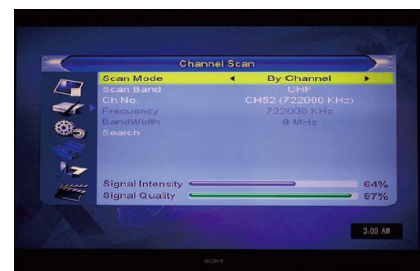 Channel Scan
Scan Mode By Channel
Scan Band UHF
Ch No. CH52 (722000 KHz)
Frequency 722000 KHz
BandWidth 8 MHz
Search
Signal Intensity 64%
Signal Quality 97%
3:09 AM
SONY